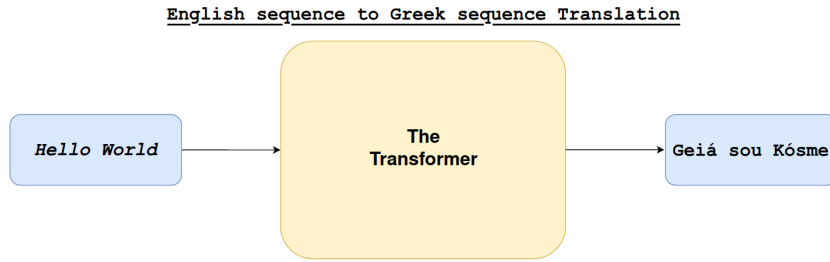 English sequence to Greek sequence Translation
Hello World
The
Transformer
Geiá sou Kósme